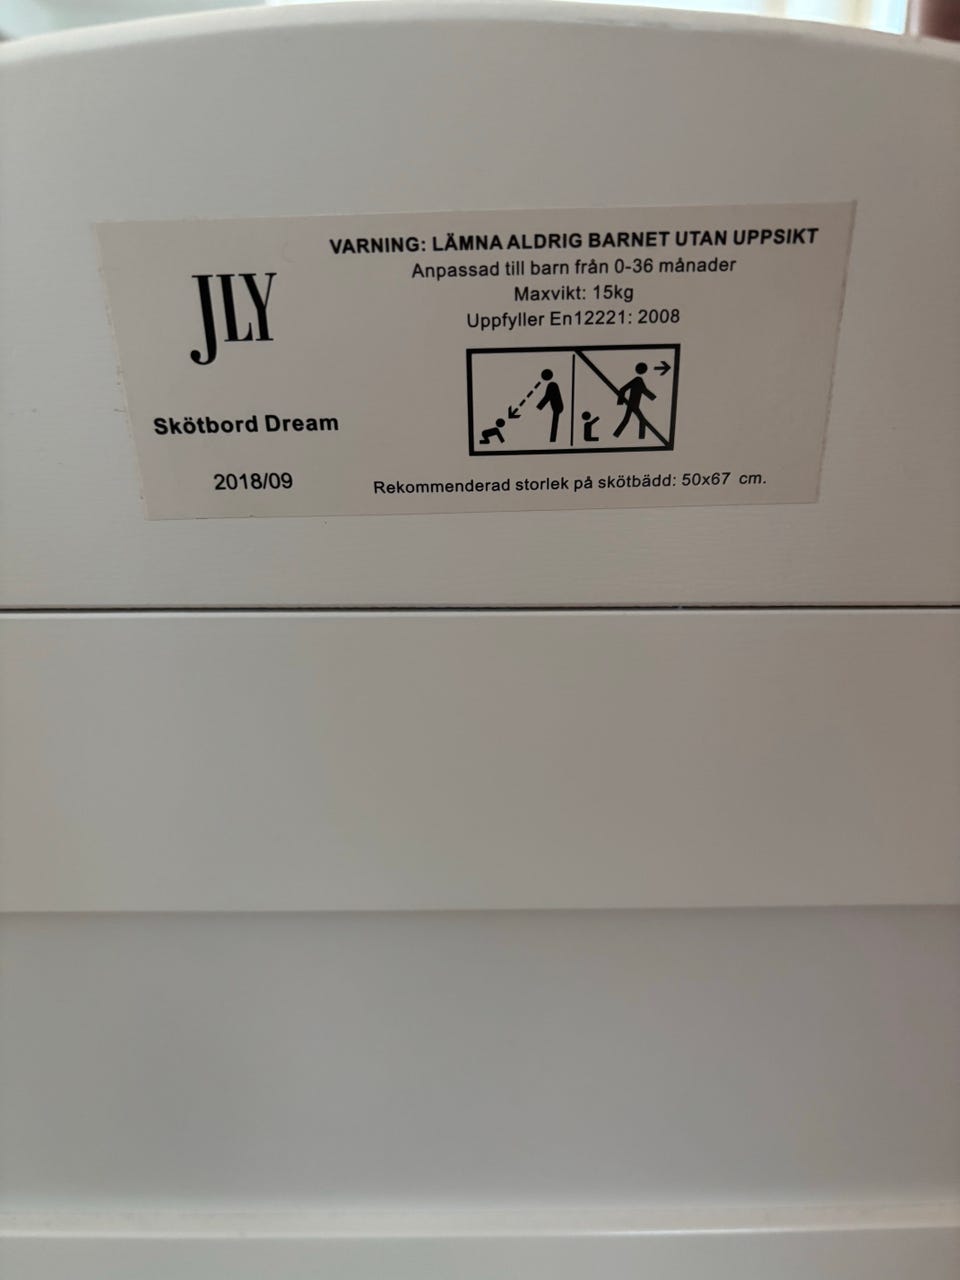 JLY
Skötbord Dream
2018/09
VARNING: LÄMNA ALDRIG BARNET UTAN UPPSIKT
Anpassad till barn från 0-36 månader
Maxvikt: 15kg
Uppfyller En12221: 2008
Rekommenderad storlek på skötbädd: 50x67 cm.